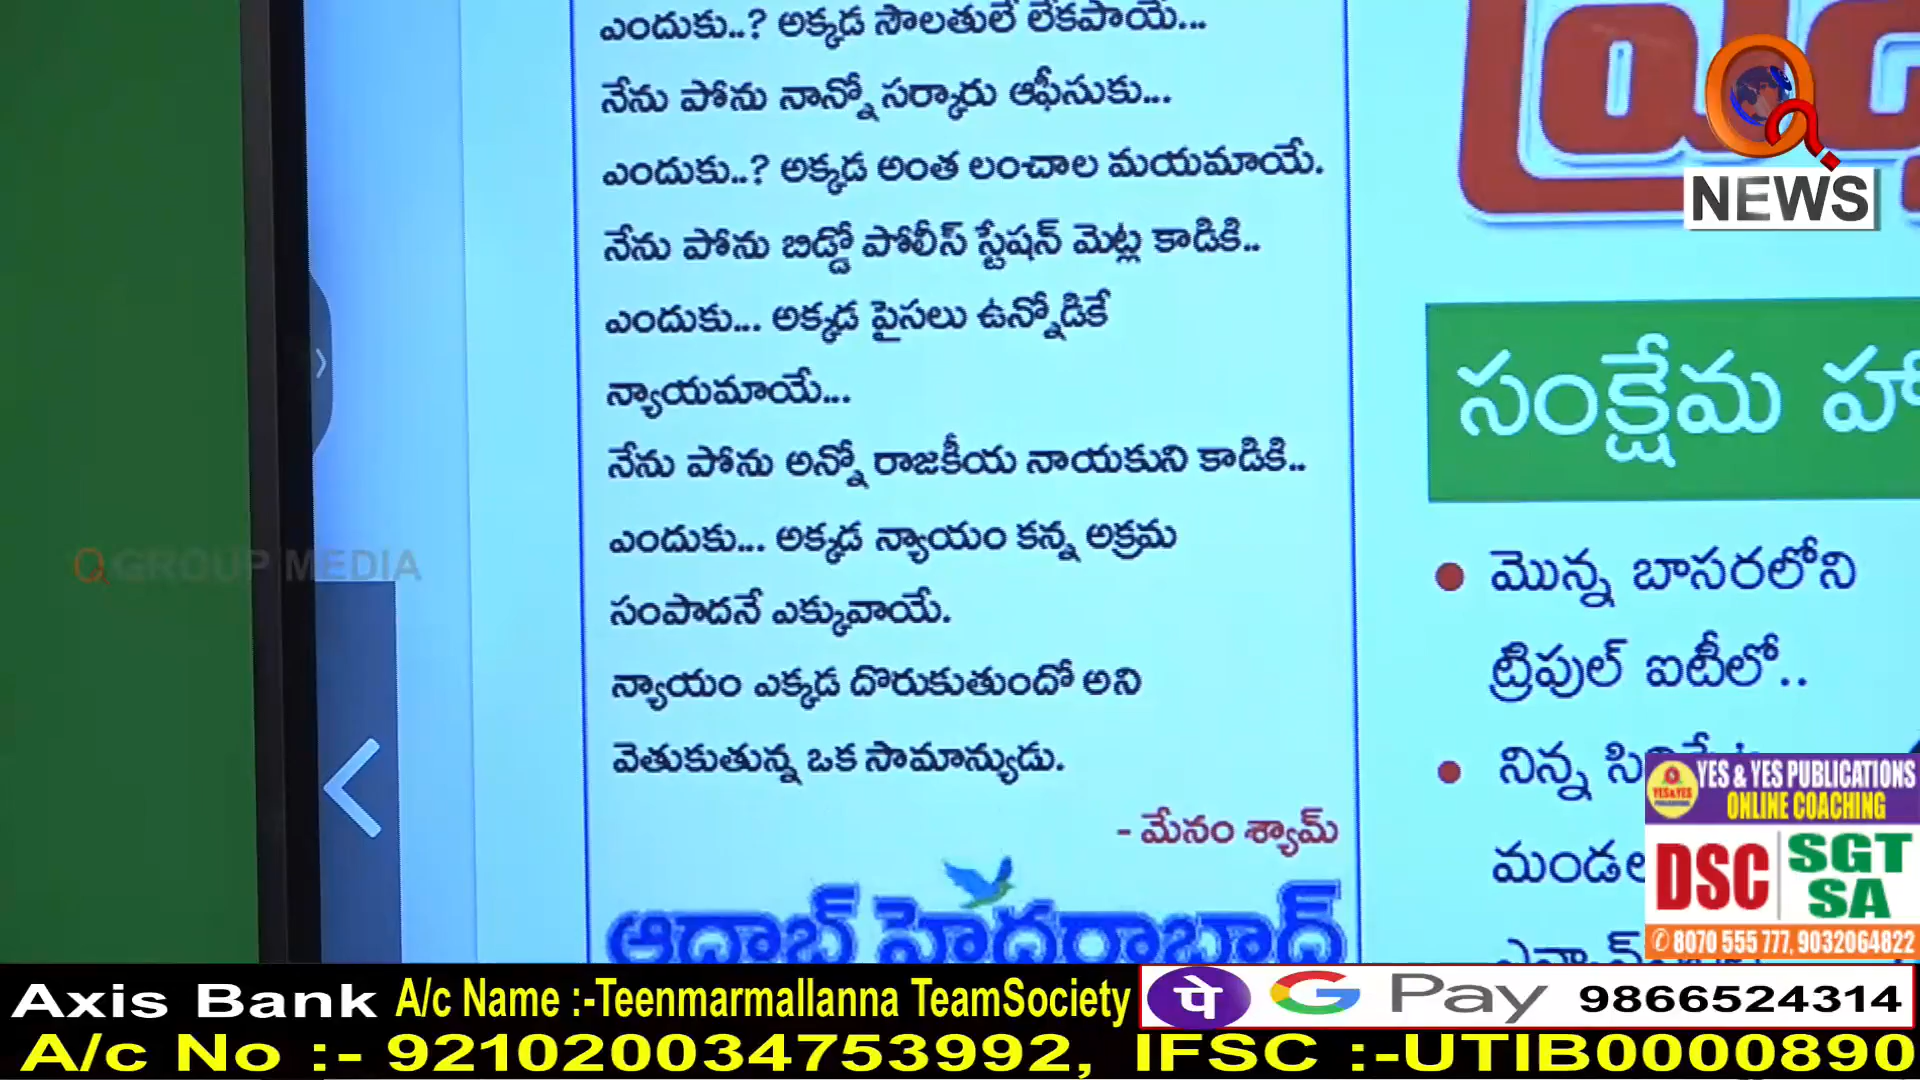 ఎందుకు..? అక్కడ సౌలతులే లేకపాయే...
నేను పోను నాన్నో సర్కారు ఆఫీసుకు...
ఎందుకు..? అక్కడ అంత లంచాల మయమాయే.
నేను పోను బిడ్డో పోలీస్ స్టేషన్ మెట్ల కాడికి..
ఎందుకు... అక్కడ పైసలు ఉన్నోడికే
న్యాయమాయే...
నేను పోను అన్నో రాజకీయ నాయకుని కాడికి..
ఎందుకు... అక్కడ న్యాయం కన్న అక్రమ
సంపాదనే ఎక్కువాయే.
న్యాయం ఎక్కడ దొరుకుతుందో అని
వెతుకుతున్న ఒక సామాన్యుడు.
- మేనం శ్యామ్
ఆదాబ్ హైదరాబాద్
Q
NEWS
సంక్షేమ హా
• మొన్న బాసరలోని
ట్రిపుల్ ఐటీలో..
• నిన్న
మండల
Q GROUP MEDIA
YES & YES PUBLICATIONS
ONLINE COACHING
YES&YES
DSC SGT
SA
8070 555 777, 9032064822
Axis Bank A/c Name :-Teenmarmallanna TeamSociety
पे G Pay 9866524314
A/c No :- 921020034753992, IFSC :-UTIB0000890